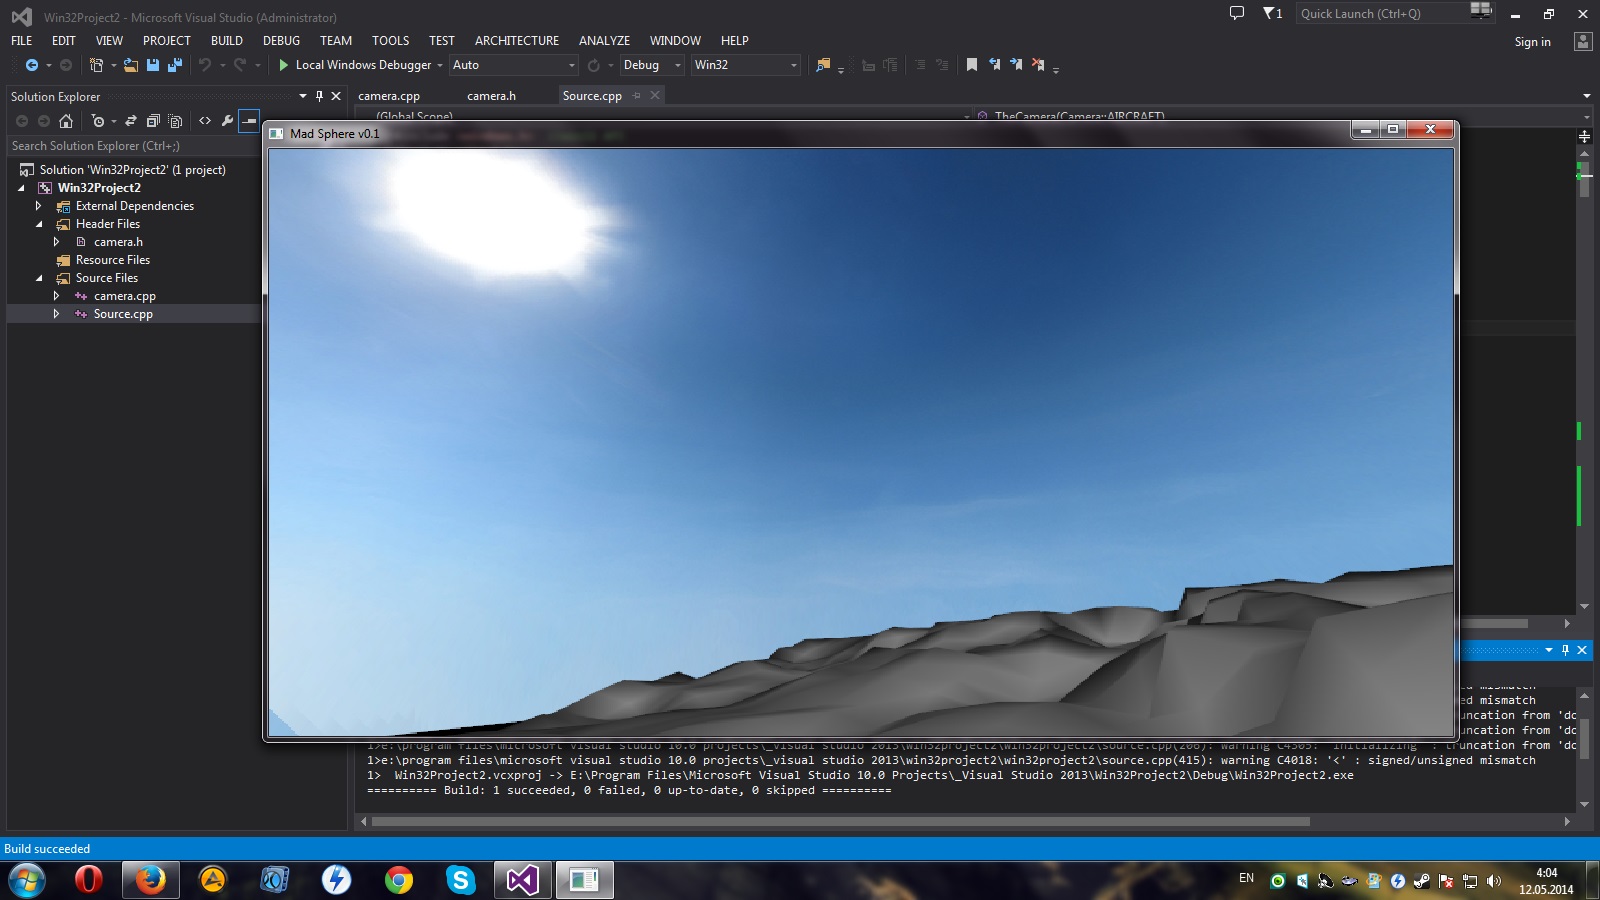 Win32Project2 - Microsoft Visual Studio (Administrator)
1
Quick Launch (Ctrl+Q)
FILE EDIT VIEW PROJECT BUILD DEBUG TEAM TOOLS TEST ARCHITECTURE ANALYZE WINDOW HELP
Sign in
Local Windows Debugger Auto Debug Win32
Solution Explorer
camera.cpp camera.h Source.cpp
(Global Scope) TheCamera(Camera::AIRCRAFT)
Search Solution Explorer (Ctrl+;)
Solution 'Win32Project2' (1 project)
Win32Project2
External Dependencies
Header Files
camera.h
Resource Files
Source Files
camera.cpp
Source.cpp
Mad Sphere v0.1
mismatch
ed mismatch
runcation from 'dc
1>e:\program files\microsoft visual studio 10.0 projects\_visual studio 2013\win32project2\win32project2\source.cpp(206): warning C4305: 'initializing' : truncation from 'dc
1>e:\program files\microsoft visual studio 10.0 projects\_visual studio 2013\win32project2\win32project2\source.cpp(415): warning C4018: '<' : signed/unsigned mismatch
1> Win32Project2.vcxproj -> E:\Program Files\Microsoft Visual Studio 10.0 Projects\_Visual Studio 2013\Win32Project2\Debug\Win32Project2.exe
========== Build: 1 succeeded, 0 failed, 0 up-to-date, 0 skipped ==========
Build succeeded
EN
4:04
12.05.2014